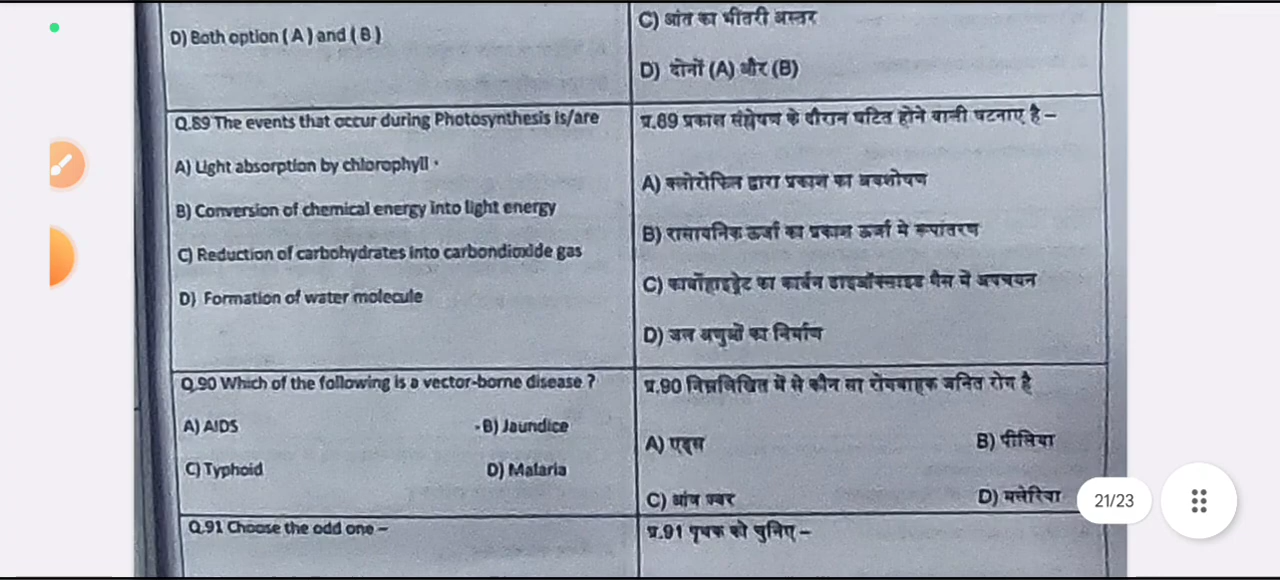 D) Both option ( A ) and ( B )
C) आंत का भीतरी अस्तर
D) दोनों (A) और (B)
Q.89 The events that occur during Photosynthesis is/are
A) Light absorption by chlorophyll
B) Conversion of chemical energy into light energy
C) Reduction of carbohydrates into carbondioxide gas
D) Formation of water molecule
प्र.89 प्रकाश संश्लेषण के दौरान घटित होने वाली घटनाए है –
A) क्लोरोफिल द्वारा प्रकाश का अवशोषण
B) रासायनिक ऊर्जा का प्रकाश ऊर्जा मे रूपांतरण
C) कार्बोहाइड्रेट का कार्बन डाइऑक्साइड गैस में अपचयन
D) जल अणुओं का निर्माण
Q.90 Which of the following is a vector-borne disease ?
A) AIDS B) Jaundice
C) Typhoid D) Malaria
प्र.90 निम्नलिखित में से कौन सा रोगवाहक जनित रोग है
A) एड्स B) पीलिया
C) आंत्र ज्वर D) मलेरिया
21/23
Q.91 Choose the odd one –
प्र.91 पृथक को चुनिए –